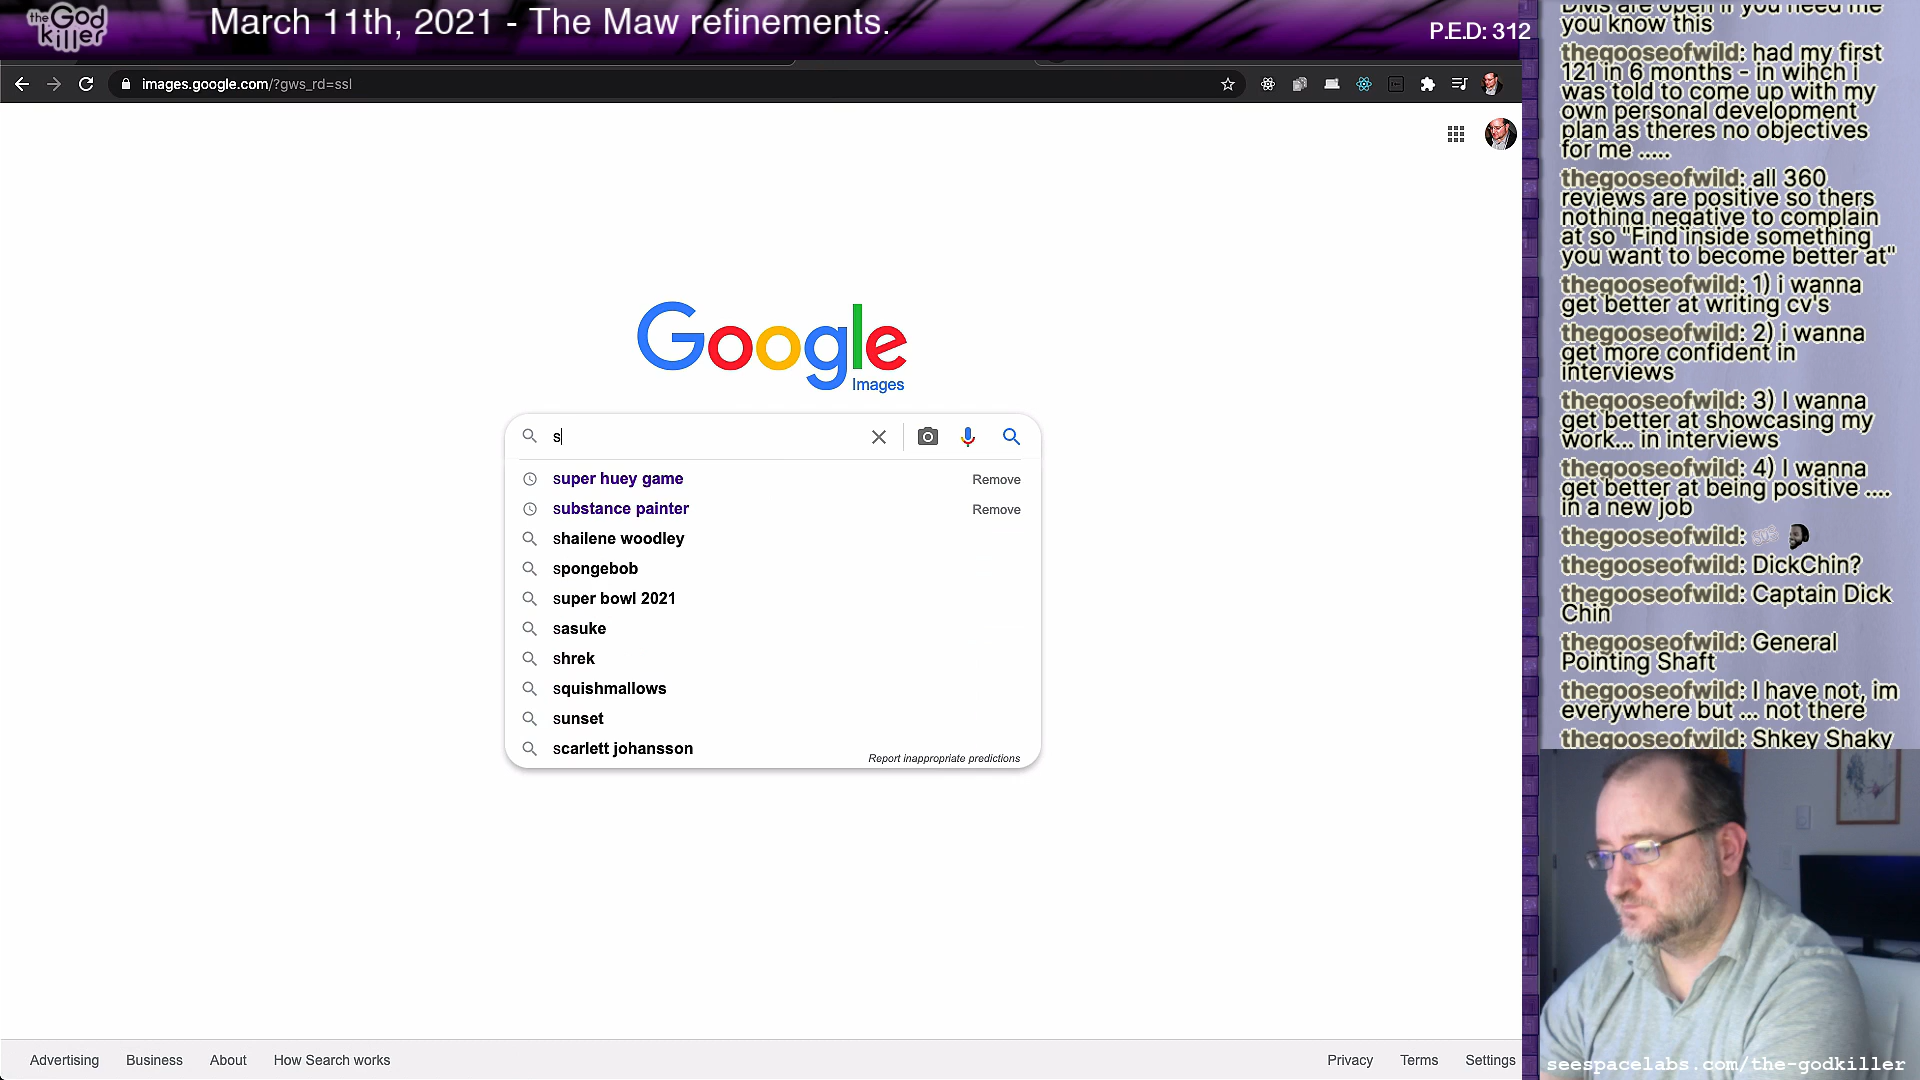 the God killer
March 11th, 2021 - The Maw refinements.
P.E.D: 312
images.google.com/?gws_rd=ssl
Google
Images
s
super huey game Remove
substance painter Remove
shailene woodley
spongebob
super bowl 2021
sasuke
shrek
squishmallows
sunset
scarlett johansson
Report inappropriate predictions
Advertising Business About How Search works
Privacy Terms Settings
DMs are open if you need me
you know this
thegooseofwild: had my first
121 in 6 months - in wihch i
was told to come up with my
own personal development
plan as theres no objectives
for me .....
thegooseofwild: all 360
reviews are positive so thers
nothing negative to complain
at so "Find inside something
you want to become better at"
thegooseofwild: 1) i wanna
get better at writing cv's
thegooseofwild: 2) i wanna
get more confident in
interviews
thegooseofwild: 3) I wanna
get better at showcasing my
work... in interviews
thegooseofwild: 4) I wanna
get better at being positive ....
in a new job
thegooseofwild:
thegooseofwild: DickChin?
thegooseofwild: Captain Dick
Chin
thegooseofwild: General
Pointing Shaft
thegooseofwild: I have not, im
everywhere but ... not there
thegooseofwild: Shkey Shaky
seespacelabs.com/the-godkiller